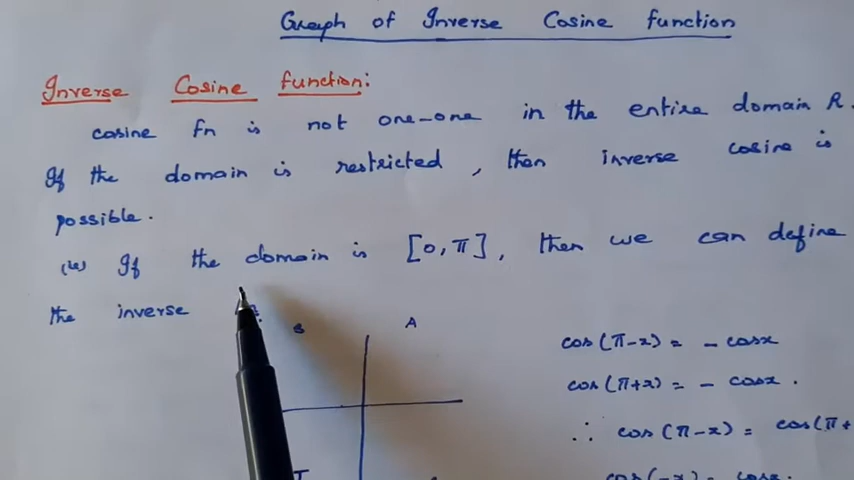 Graph of Inverse Cosine function
Inverse Cosine function:
cosine fn is not one-one in the entire domain R.
If the domain is restricted, then inverse cosine is
possible.
(ie) If the domain is [0, π], then we can define
the inverse
S A
cos(π-x) = - cosx
cos(π+x) = - cosx.
∴ cos(π-x) = cos(π+
T
cos(-x) = cosx.